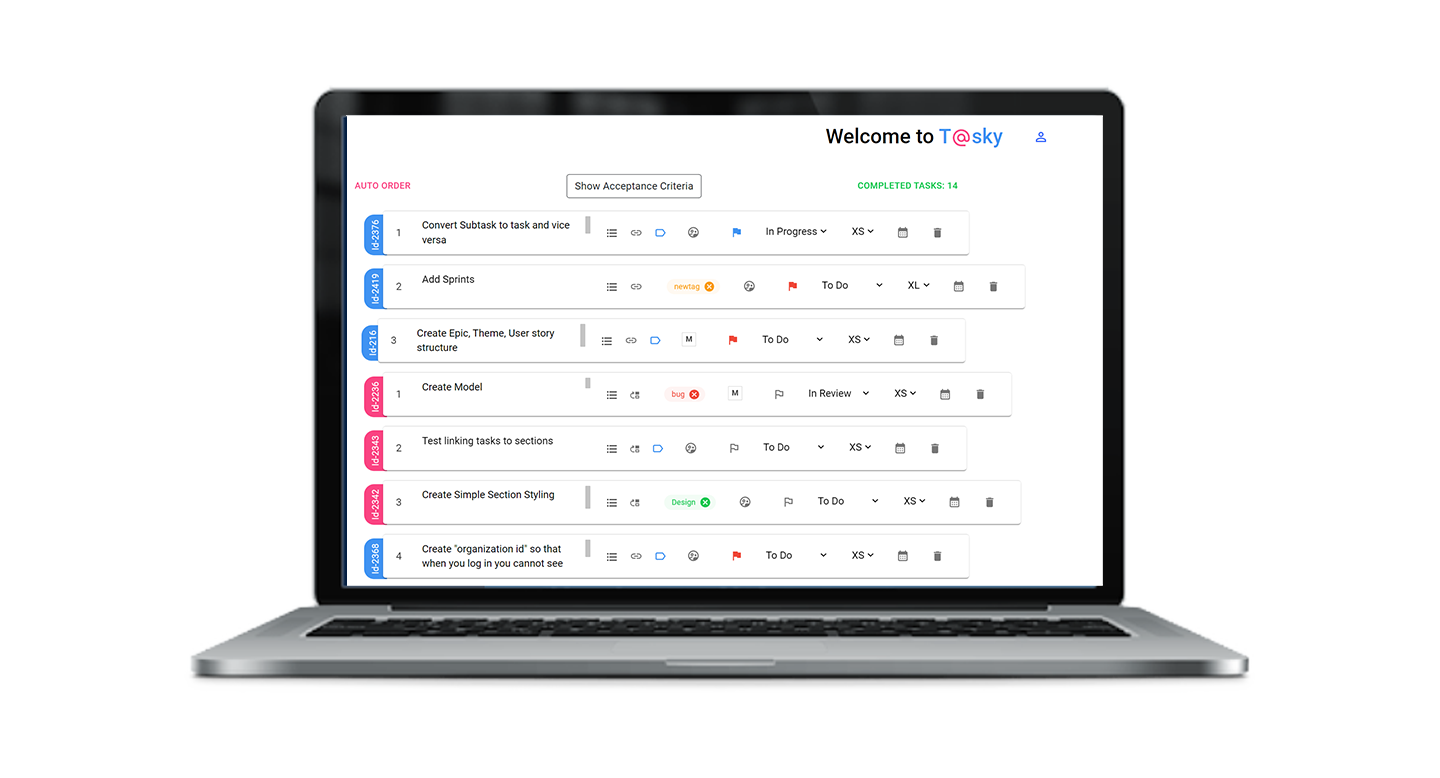 Welcome to T@sky
AUTO ORDER
Show Acceptance Criteria
COMPLETED TASKS: 14
Id-2376
1
Convert Subtask to task and vice
versa
In Progress
XS
Id-2419
2
Add Sprints
newtag
To Do
XL
Id-216
3
Create Epic, Theme, User story
structure
M
To Do
XS
Id-2236
1
Create Model
bug
M
In Review
XS
Id-2343
2
Test linking tasks to sections
To Do
XS
Id-2342
3
Create Simple Section Styling
Design
To Do
XS
Id-2368
4
Create "organization id" so that
when you log in you cannot see
To Do
XS